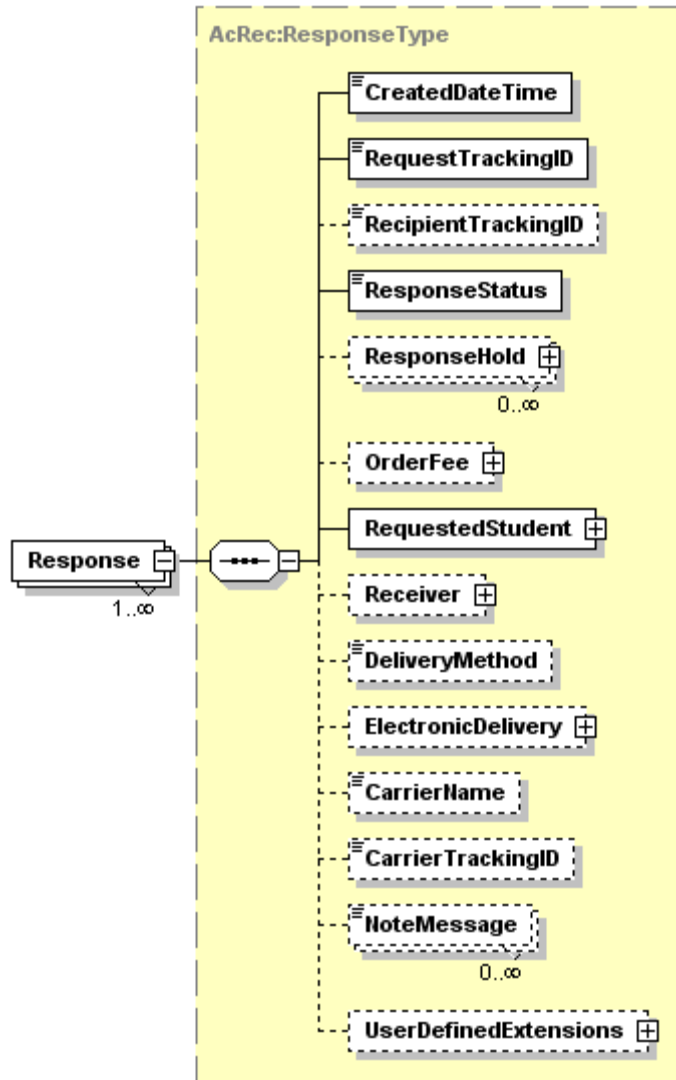 AcRec:ResponseType
CreatedDateTime
RequestTrackingID
RecipientTrackingID
ResponseStatus
ResponseHold
0..∞
OrderFee
RequestedStudent
Response
1..∞
Receiver
DeliveryMethod
ElectronicDelivery
CarrierName
CarrierTrackingID
NoteMessage
0..∞
UserDefinedExtensions